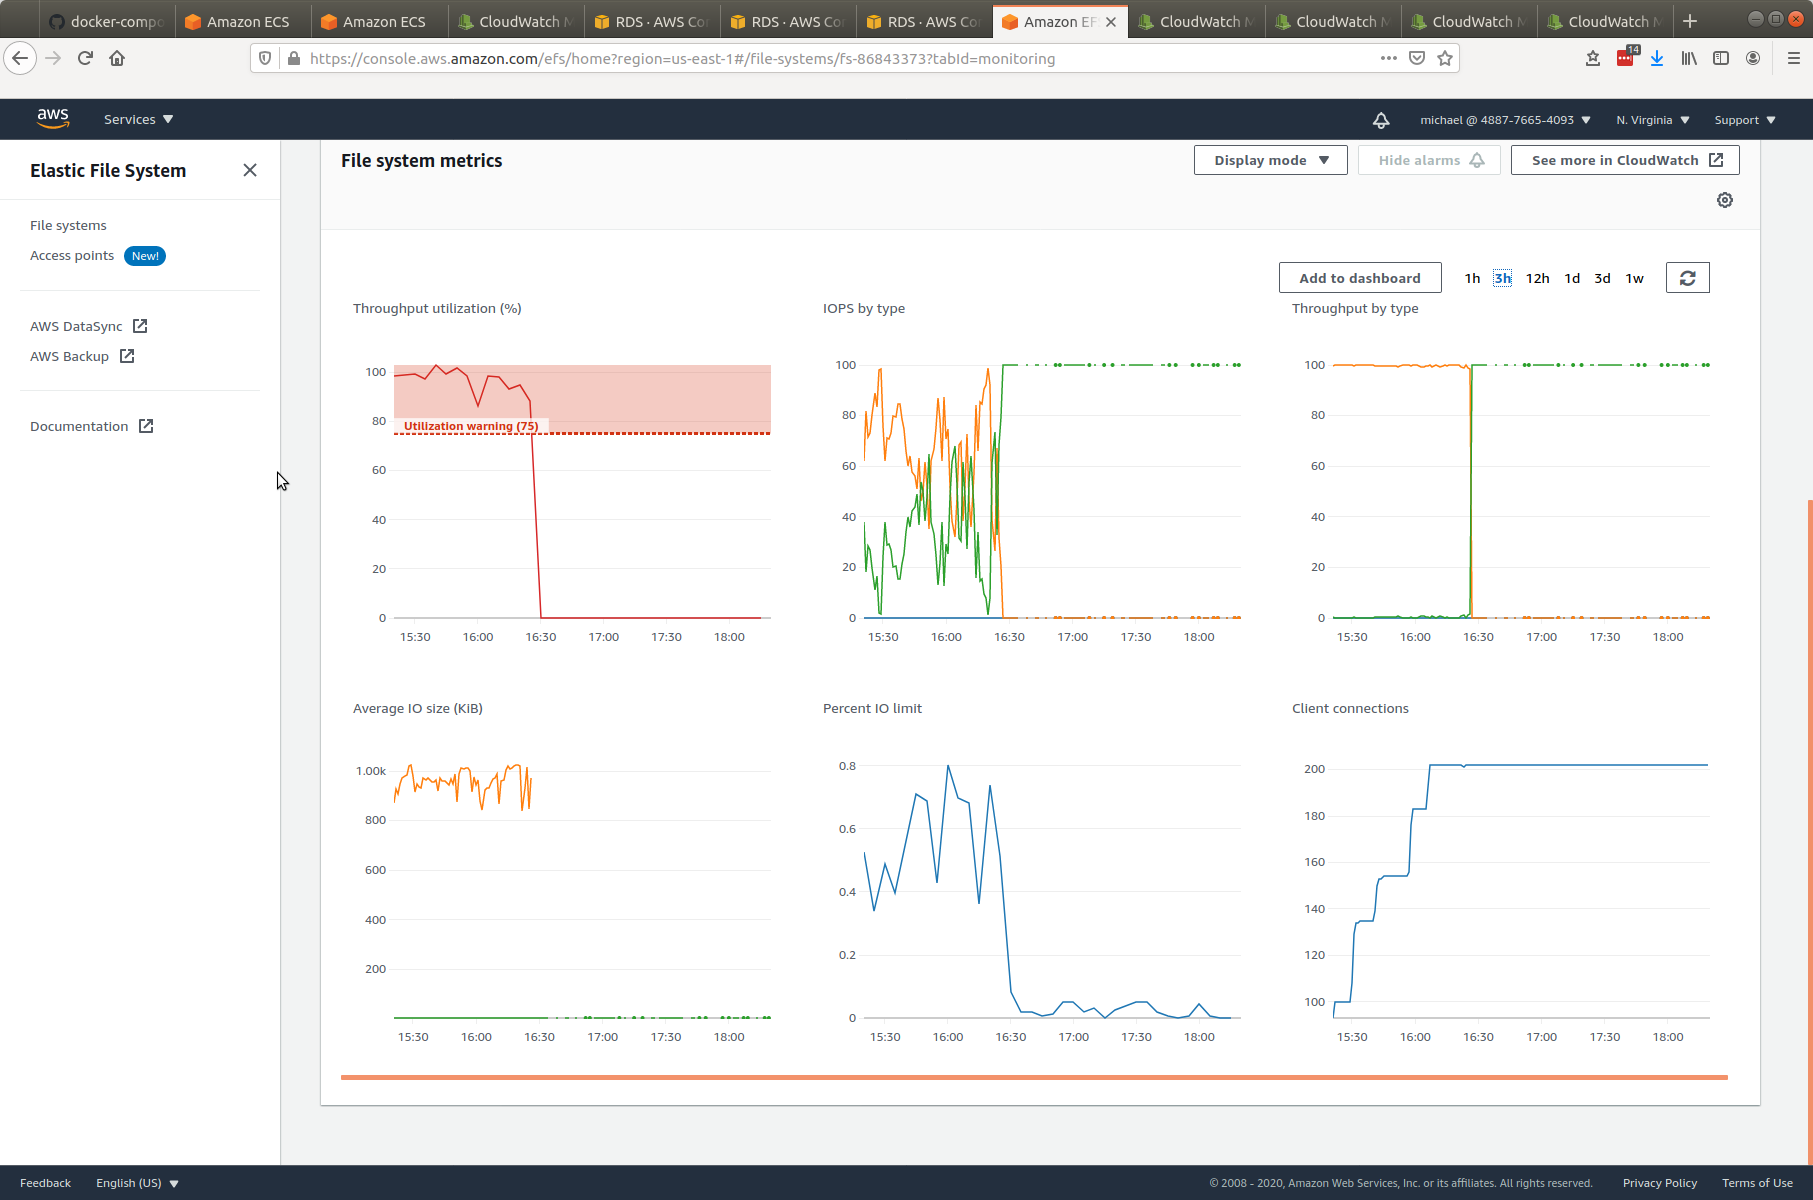 docker-compo
Amazon ECS
Amazon ECS
CloudWatch M
RDS · AWS Co
RDS · AWS Co
RDS · AWS Co
Amazon EF
CloudWatch M
CloudWatch M
CloudWatch M
CloudWatch M
https://console.aws.amazon.com/efs/home?region=us-east-1#/file-systems/fs-86843373?tabId=monitoring
14
aws
Services
michael @ 4887-7665-4093
N. Virginia
Support
Elastic File System
File systems
Access points New!
AWS DataSync
AWS Backup
Documentation
File system metrics
Display mode
Hide alarms
See more in CloudWatch
Add to dashboard
1h 3h 12h 1d 3d 1w
Throughput utilization (%)
100
80
60
40
20
0
Utilization warning (75)
15:30 16:00 16:30 17:00 17:30 18:00
IOPS by type
100
80
60
40
20
0
15:30 16:00 16:30 17:00 17:30 18:00
Throughput by type
100
80
60
40
20
0
15:30 16:00 16:30 17:00 17:30 18:00
Average IO size (KiB)
1.00k
800
600
400
200
15:30 16:00 16:30 17:00 17:30 18:00
Percent IO limit
0.8
0.6
0.4
0.2
0
15:30 16:00 16:30 17:00 17:30 18:00
Client connections
200
180
160
140
120
100
15:30 16:00 16:30 17:00 17:30 18:00
Feedback
English (US)
© 2008 - 2020, Amazon Web Services, Inc. or its affiliates. All rights reserved.
Privacy Policy
Terms of Use